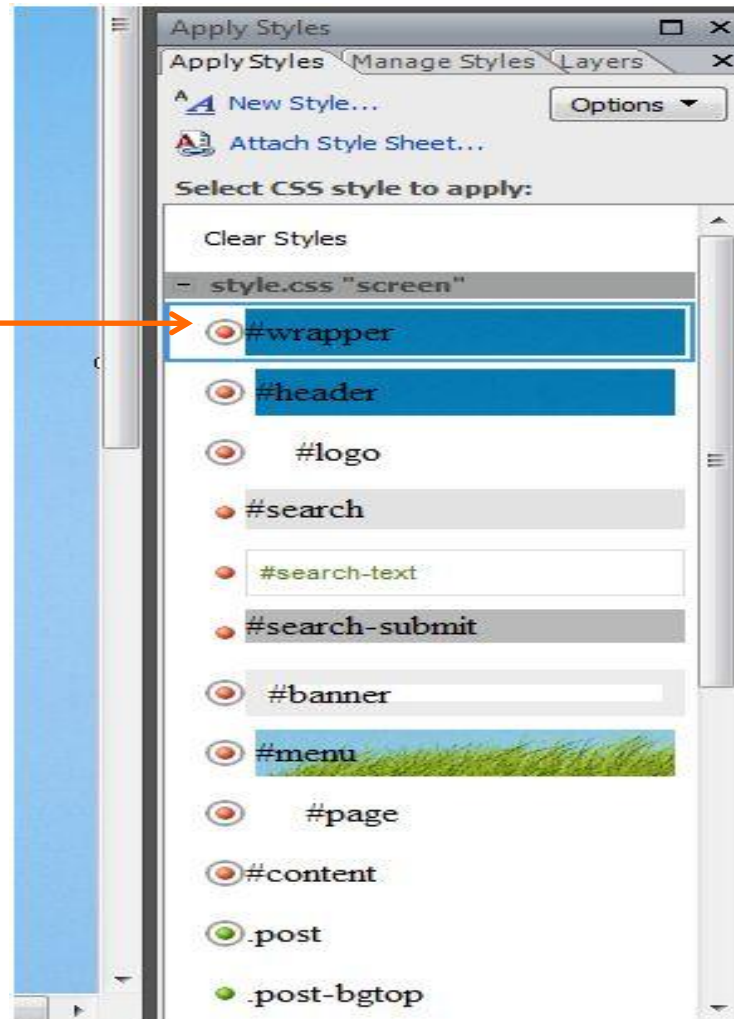 Apply Styles
Apply Styles Manage Styles Layers
New Style... Options
Attach Style Sheet...
Select CSS style to apply:
Clear Styles
style.css "screen"
#wrapper
#header
#logo
#search
#search-text
#search-submit
#banner
#menu
#page
#content
.post
.post-bgtop